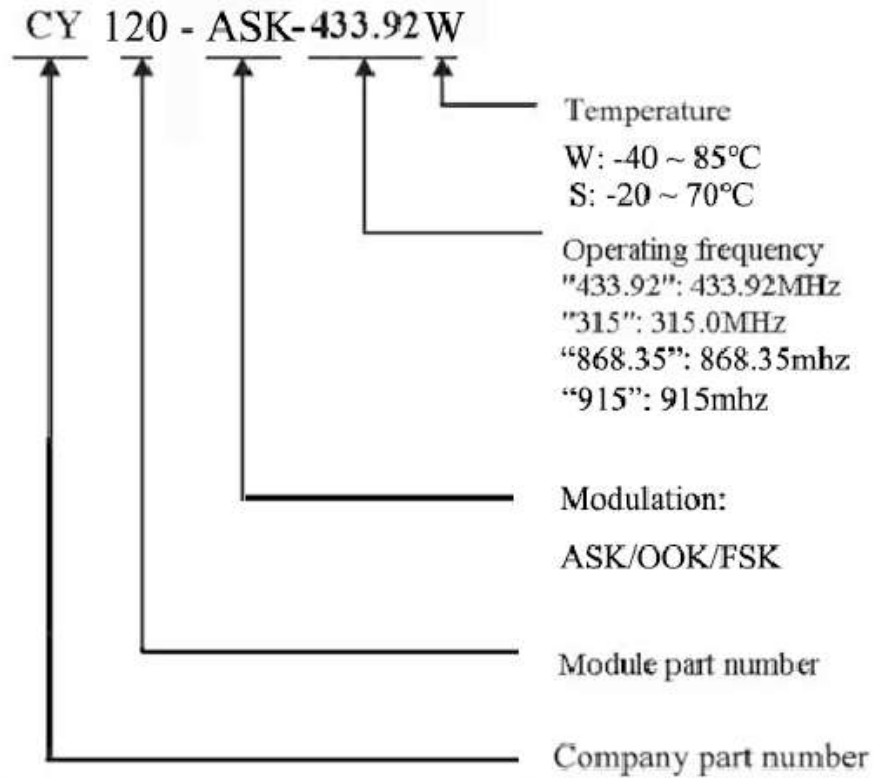 CY 120 - ASK-433.92W
Temperature
W: -40 ~ 85°C
S: -20 ~ 70°C
Operating frequency
"433.92": 433.92MHz
"315": 315.0MHz
“868.35”: 868.35mhz
“915”: 915mhz
Modulation:
ASK/OOK/FSK
Module part number
Company part number